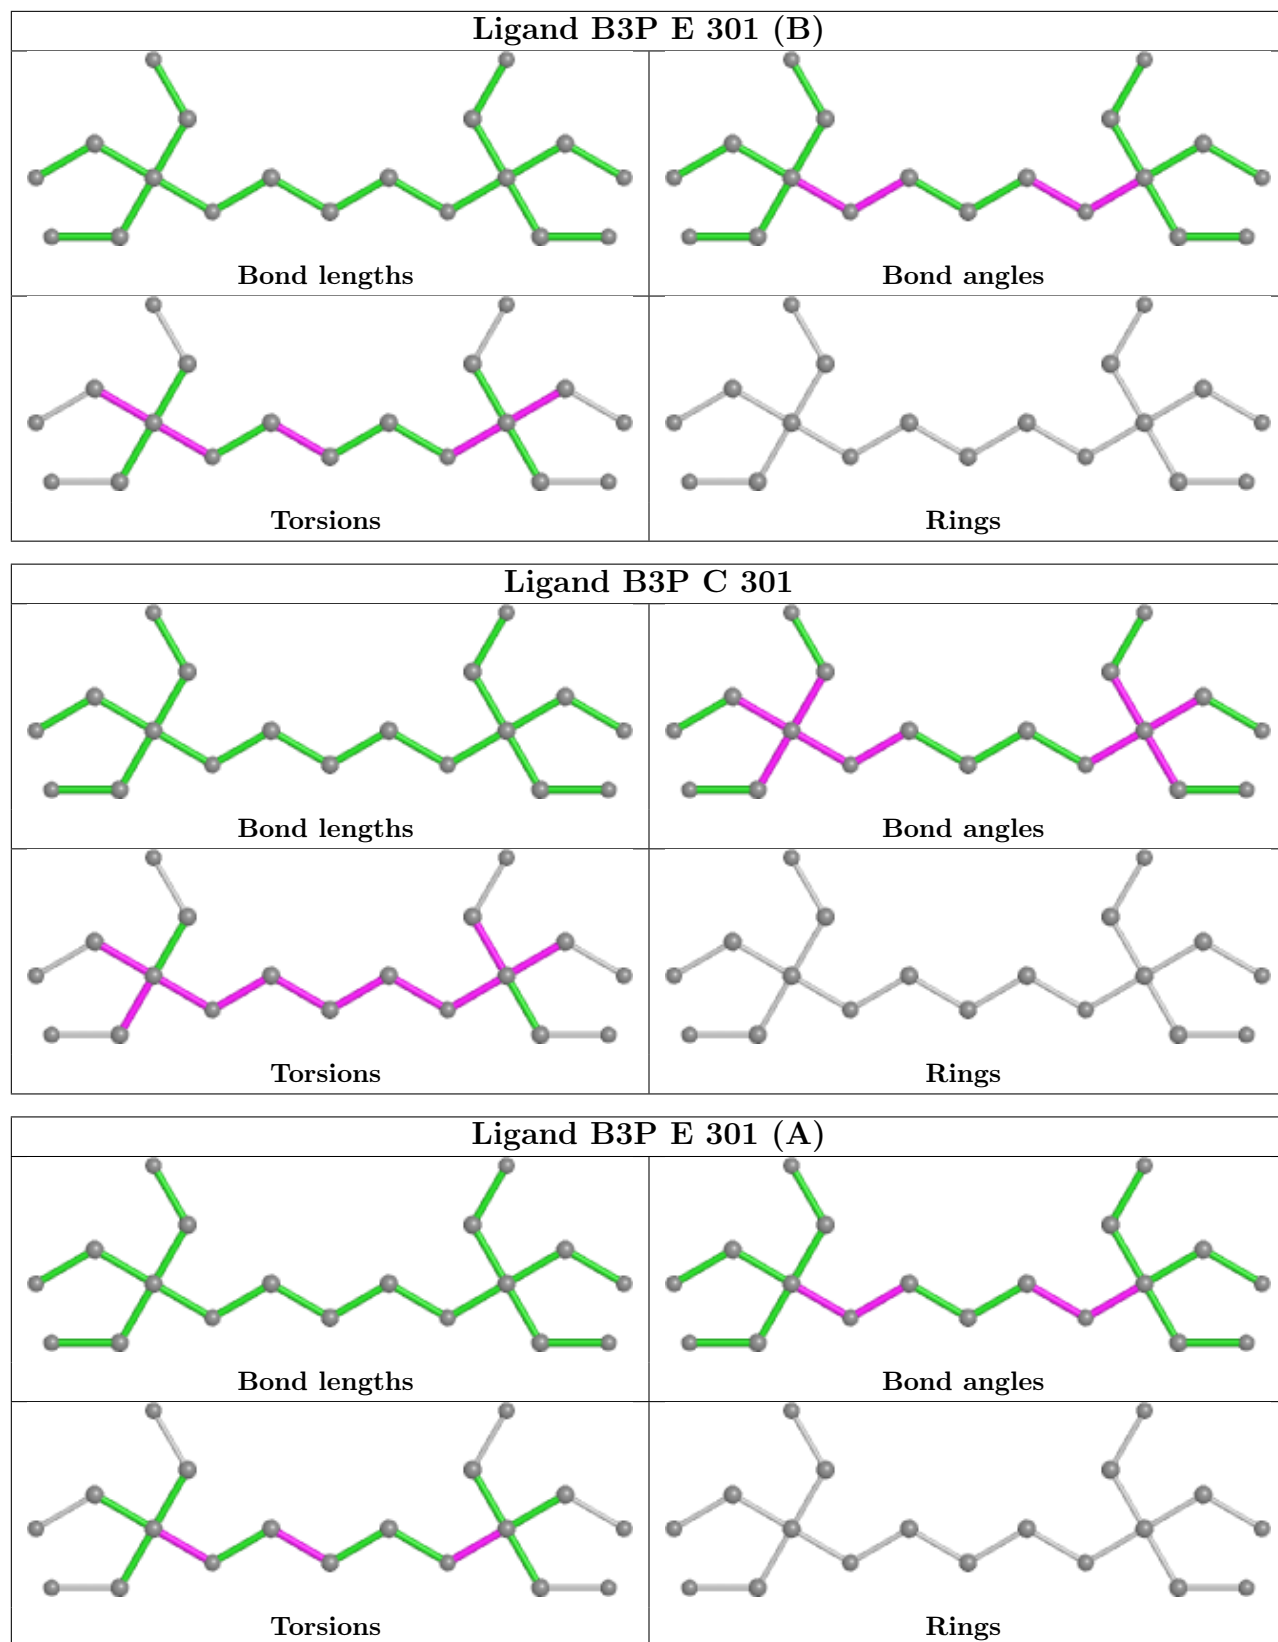 Ligand B3P E 301 (B)
Bond lengths
Bond angles
Torsions
Rings
Ligand B3P C 301
Bond lengths
Bond angles
Torsions
Rings
Ligand B3P E 301 (A)
Bond lengths
Bond angles
Torsions
Rings